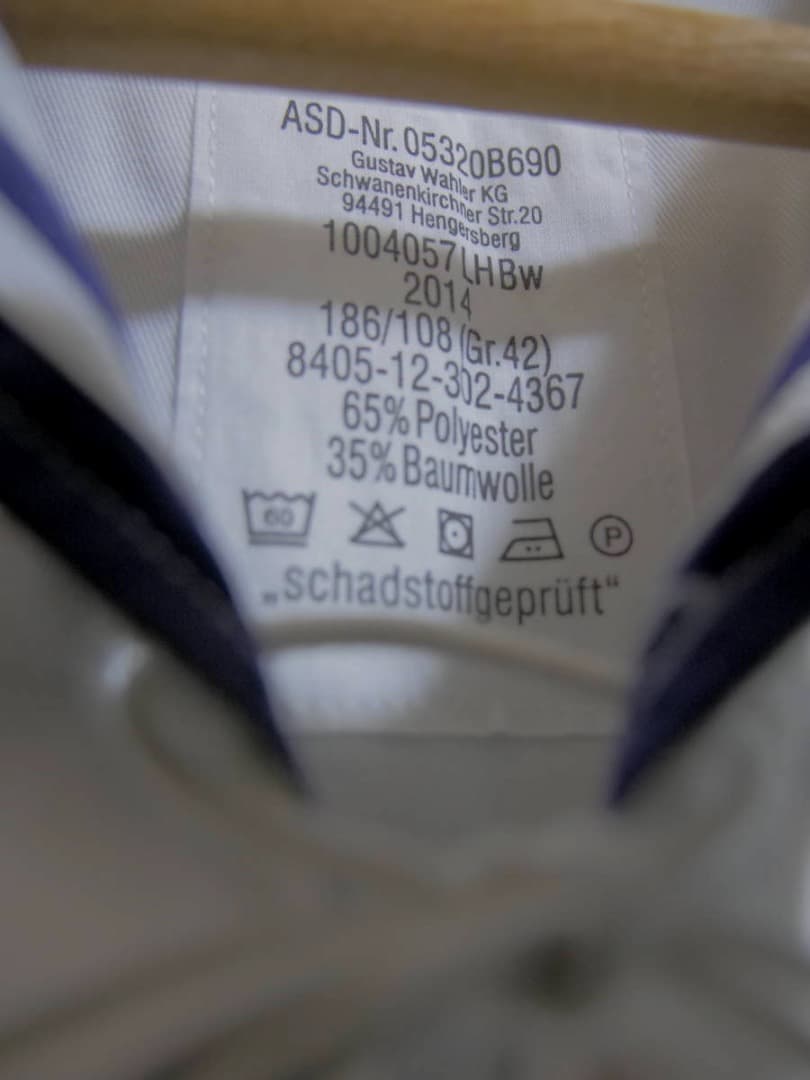 ASD-Nr. 05320B690
Gustav Wahler KG
Schwanenkirchner Str.20
94491 Hengersberg
1004057 LHBw
2014
186/108 (Gr.42)
8405-12-302-4367
65% Polyester
35% Baumwolle
60 P
„schadstoffgeprüft“